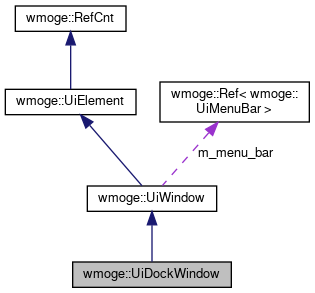 wmoge::RefCnt
wmoge::UiElement
wmoge::Ref< wmoge::
UiMenuBar >
m_menu_bar
wmoge::UiWindow
wmoge::UiDockWindow